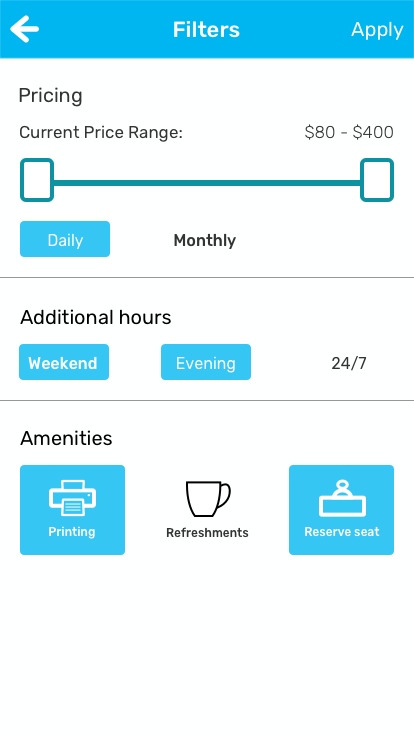 Filters
Apply
Pricing
Current Price Range: $80 - $400
Daily Monthly
Additional hours
Weekend Evening 24/7
Amenities
Printing Refreshments Reserve seat